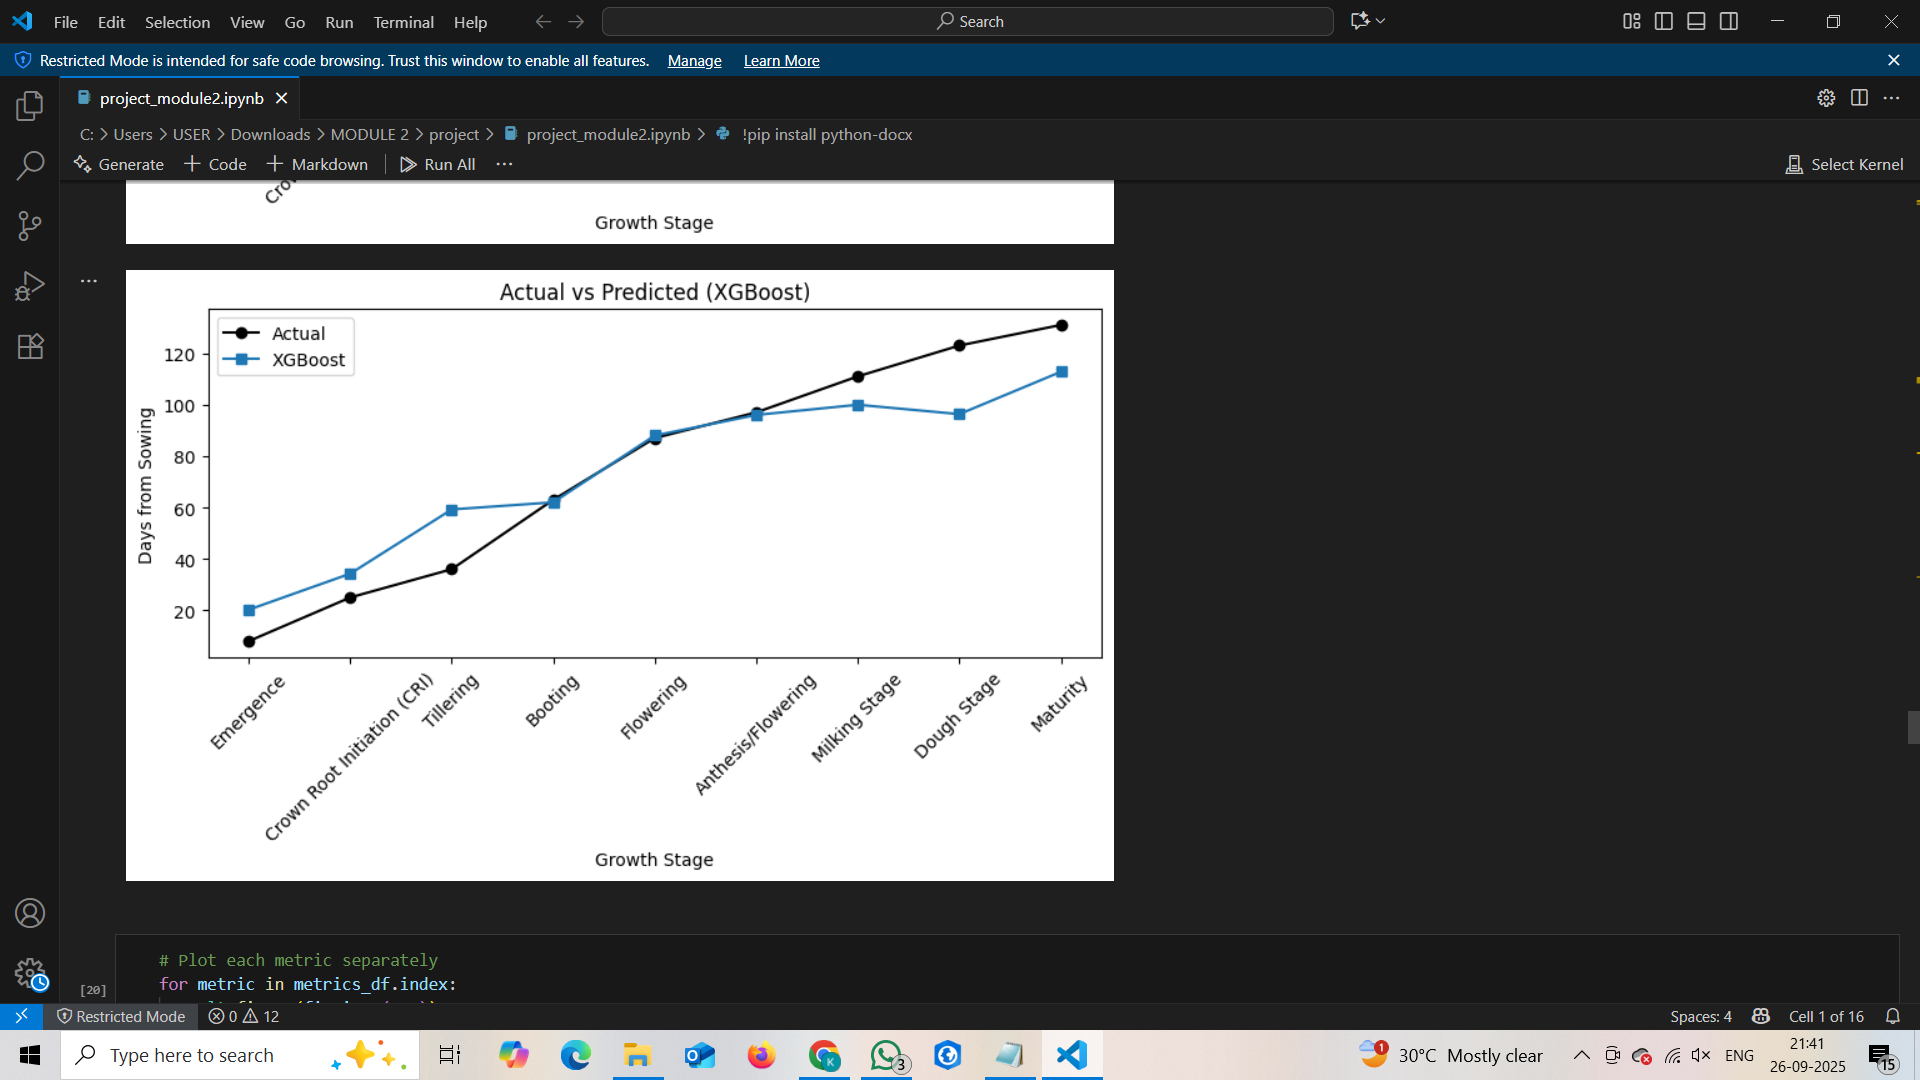 File Edit Selection View Go Run Terminal Help
Search
Restricted Mode is intended for safe code browsing. Trust this window to enable all features. Manage Learn More
project_module2.ipynb
C: > Users > USER > Downloads > MODULE 2 > project > project_module2.ipynb > !pip install python-docx
Generate + Code + Markdown Run All ...
Select Kernel
Growth Stage
Actual vs Predicted (XGBoost)
Actual
XGBoost
120
100
80
60
40
20
Days from Sowing
Emergence
Crown Root Initiation (CRI)
Tillering
Booting
Flowering
Anthesis/Flowering
Milking Stage
Dough Stage
Maturity
Growth Stage
# Plot each metric separately
for metric in metrics_df.index:
[20]
Restricted Mode 0 12
Spaces: 4 Cell 1 of 16
Type here to search
3
1
30°C Mostly clear
ENG
21:41
26-09-2025
15